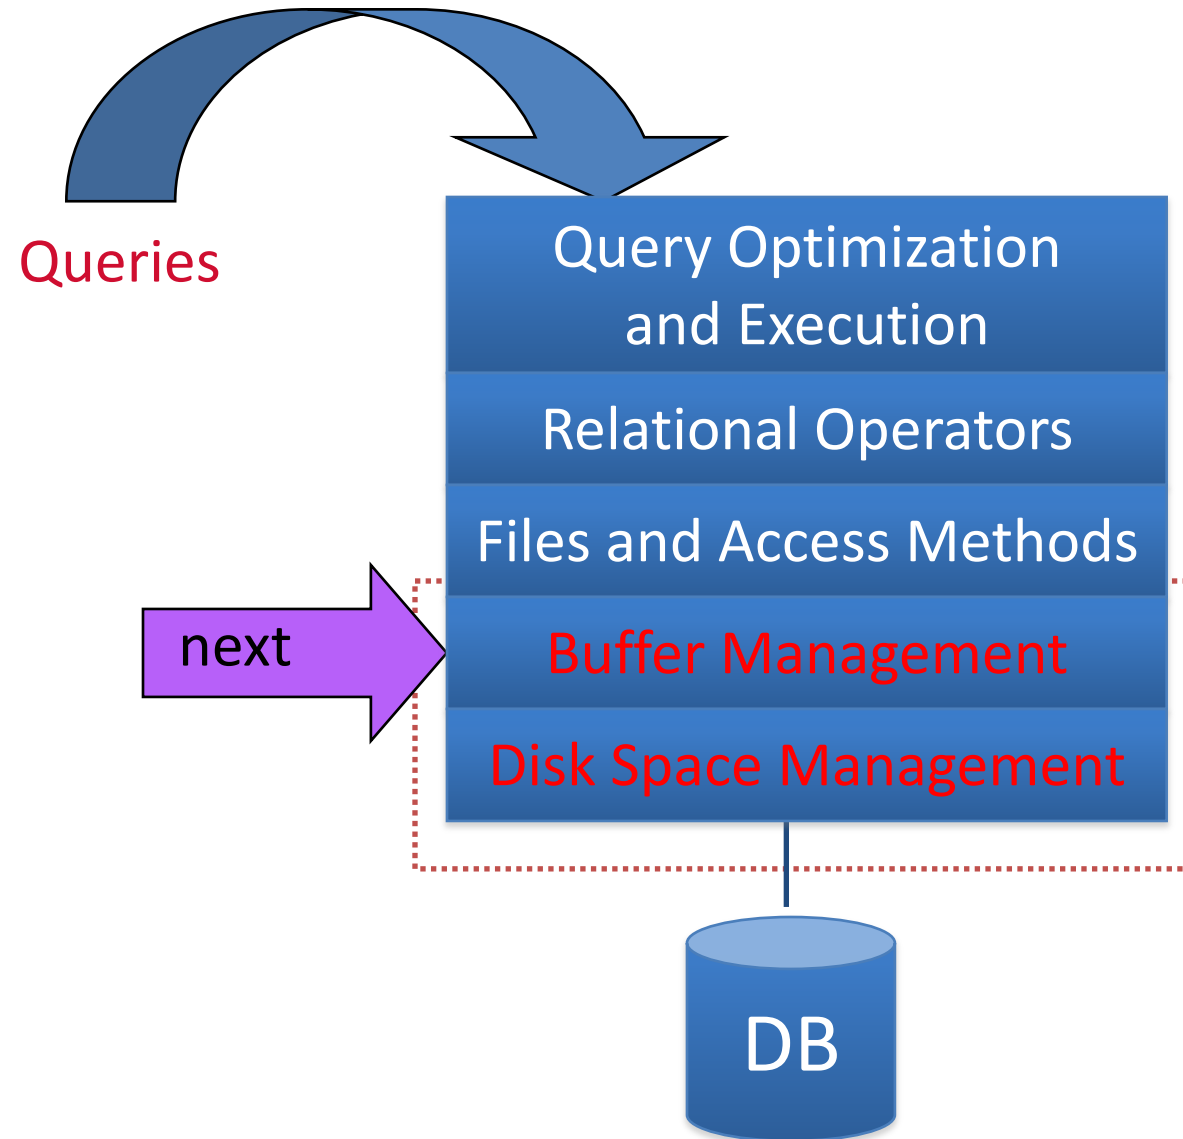 Queries
Query Optimization
and Execution
Relational Operators
Files and Access Methods
next
Buffer Management
Disk Space Management
DB